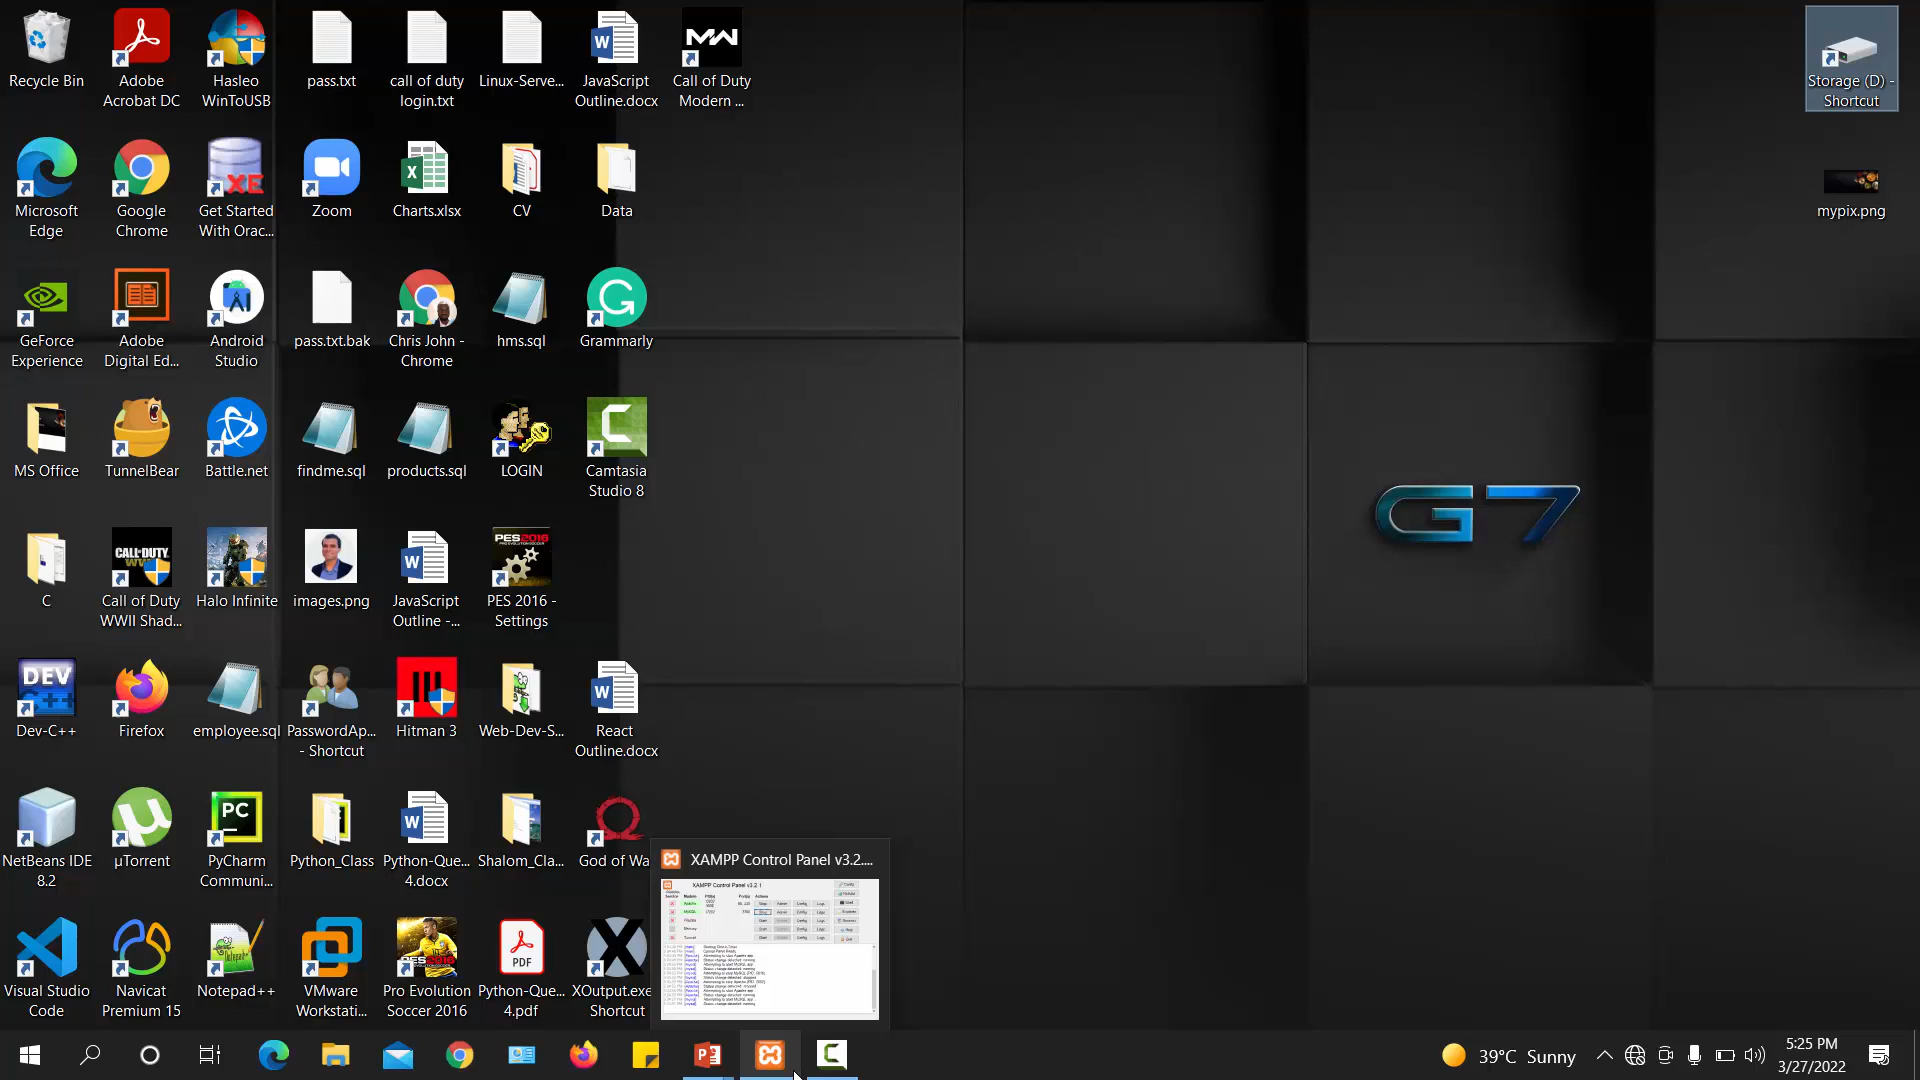 Recycle Bin
Adobe
Acrobat DC
Hasleo
WinToUSB
pass.txt
call of duty
login.txt
Linux-Serve...
JavaScript
Outline.docx
Call of Duty
Modern ...
Storage (D) -
Shortcut
Microsoft
Edge
Google
Chrome
Get Started
With Orac...
Zoom
Charts.xlsx
CV
Data
mypix.png
GeForce
Experience
Adobe
Digital Ed...
Android
Studio
pass.txt.bak
Chris John -
Chrome
hms.sql
Grammarly
MS Office
TunnelBear
Battle.net
findme.sql
products.sql
LOGIN
Camtasia
Studio 8
G7
C
Call of Duty
WWII Shad...
Halo Infinite
images.png
JavaScript
Outline -...
PES 2016 -
Settings
Dev-C++
Firefox
employee.sql
PasswordAp...
- Shortcut
Hitman 3
Web-Dev-S...
React
Outline.docx
NetBeans IDE
8.2
µTorrent
PyCharm
Communi...
Python_Class
Python-Que...
4.docx
Shalom_Cla...
God of Wa
XAMPP Control Panel v3.2....
Visual Studio
Code
Navicat
Premium 15
Notepad++
VMware
Workstati...
Pro Evolution
Soccer 2016
Python-Que...
4.pdf
XOutput.exe
Shortcut
39°C Sunny
5:25 PM
3/27/2022